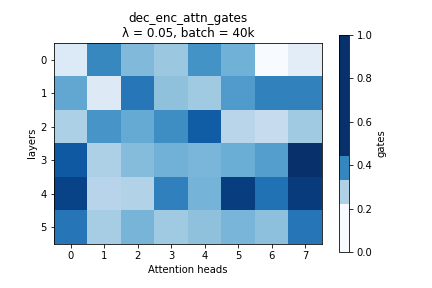 dec_enc_attn_gates
λ = 0.05, batch = 40k
layers
0
1
2
3
4
5
0 1 2 3 4 5 6 7
Attention heads
1.0
0.8
0.6
0.4
0.2
0.0
gates